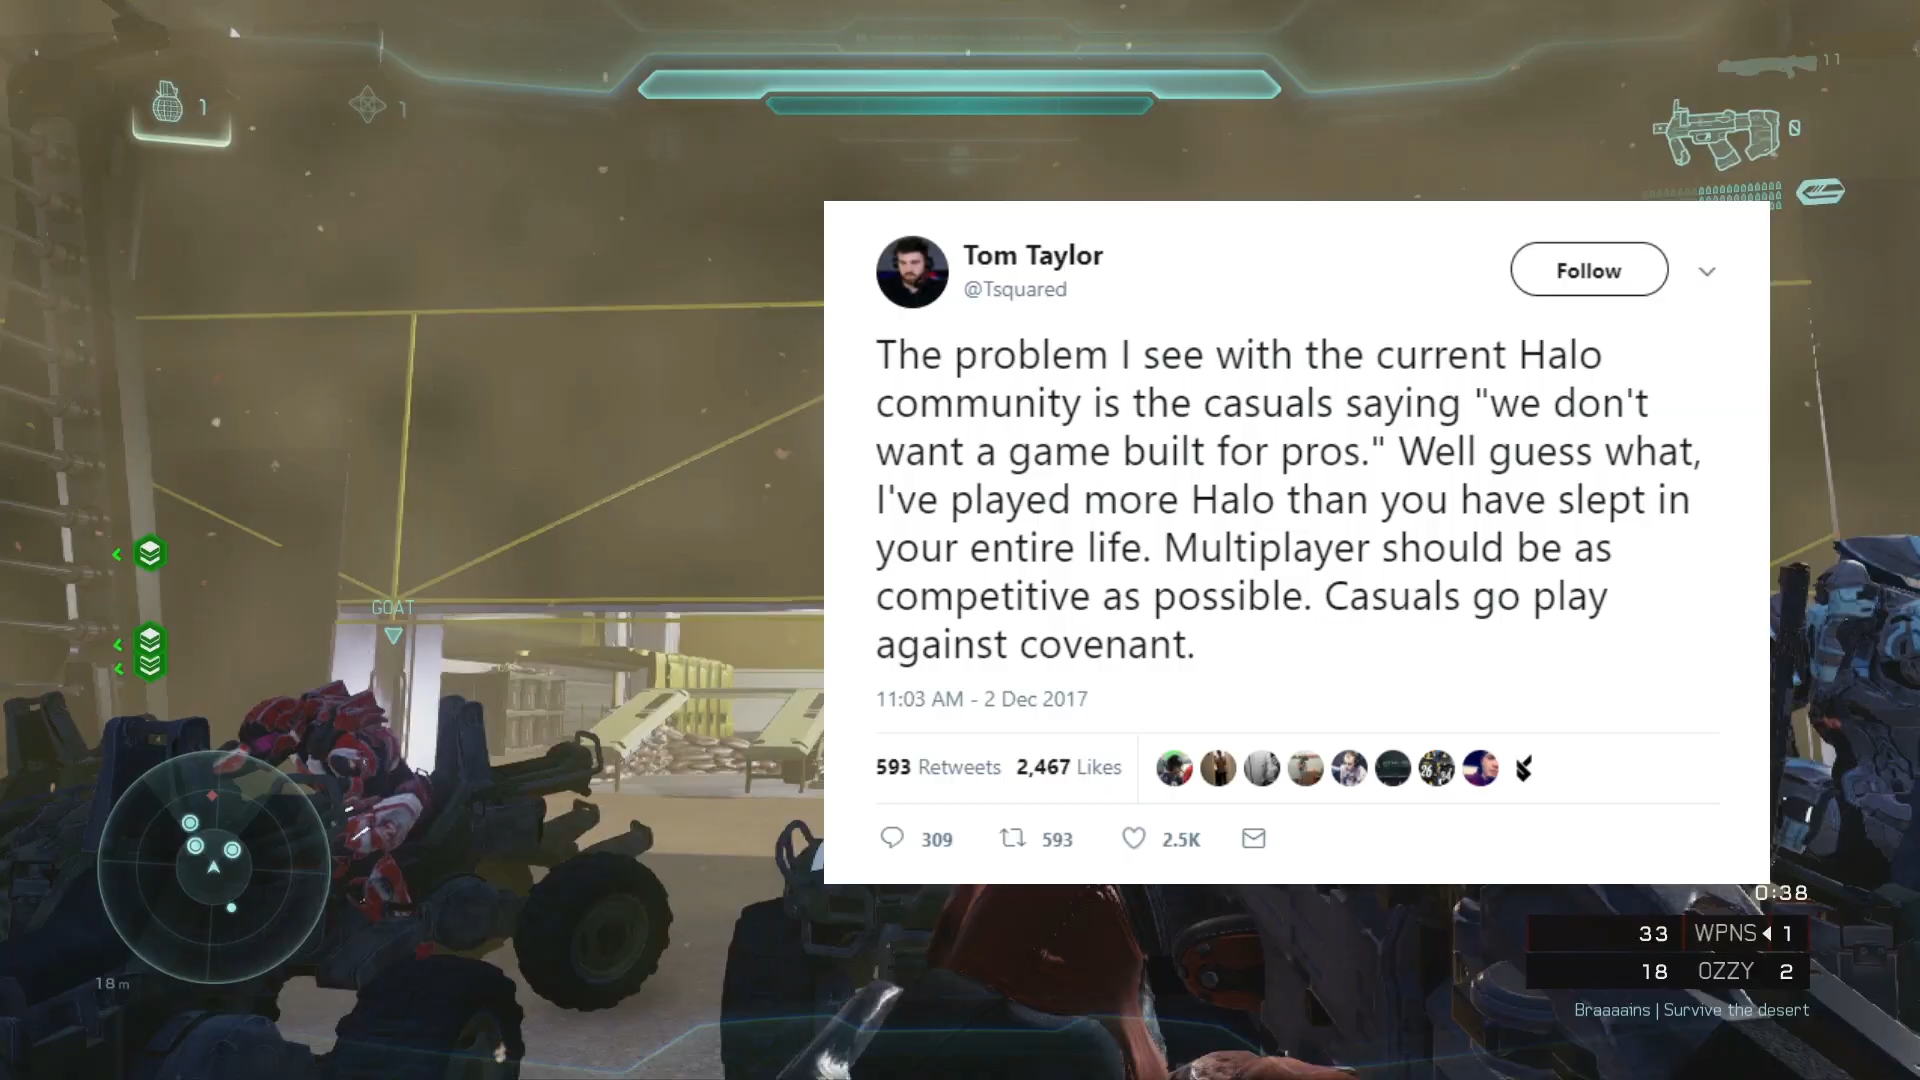 1
1
11
0
Tom Taylor
@Tsquared
Follow
The problem I see with the current Halo
community is the casuals saying "we don't
want a game built for pros." Well guess what,
I've played more Halo than you have slept in
your entire life. Multiplayer should be as
competitive as possible. Casuals go play
against covenant.
11:03 AM - 2 Dec 2017
593 Retweets 2,467 Likes
309 593 2.5K
GOAT
18m
0:38
33 WPNS 1
18 OZZY 2
Braaaains | Survive the desert